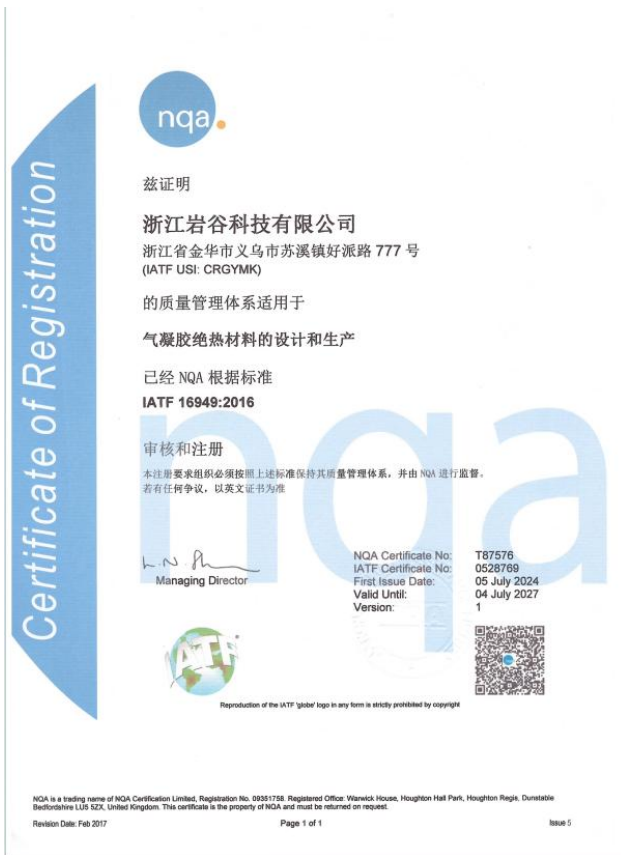 Certificate of Registration
nqa.
兹证明
浙江岩谷科技有限公司
浙江省金华市义乌市苏溪镇好派路 777 号
(IATF USI: CRGYMK)
的质量管理体系适用于
气凝胶绝热材料的设计和生产
已经 NQA 根据标准
IATF 16949:2016
审核和注册
本注册要求组织必须按照上述标准保持其质量管理体系，并由 NQA 进行监督。
若有任何争议，以英文证书为准
nqa
Managing Director
NQA Certificate No: T87576
IATF Certificate No: 0528769
First Issue Date: 05 July 2024
Valid Until: 04 July 2027
Version: 1
IATF
Reproduction of the IATF 'globe' logo in any form is strictly prohibited by copyright
NQA is a trading name of NQA Certification Limited, Registration No. 09351758. Registered Office: Warwick House, Houghton Hall Park, Houghton Regis, Dunstable
Bedfordshire LU5 5ZX, United Kingdom. This certificate is the property of NQA and must be returned on request.
Revision Date: Feb 2017 Page 1 of 1 Issue 5